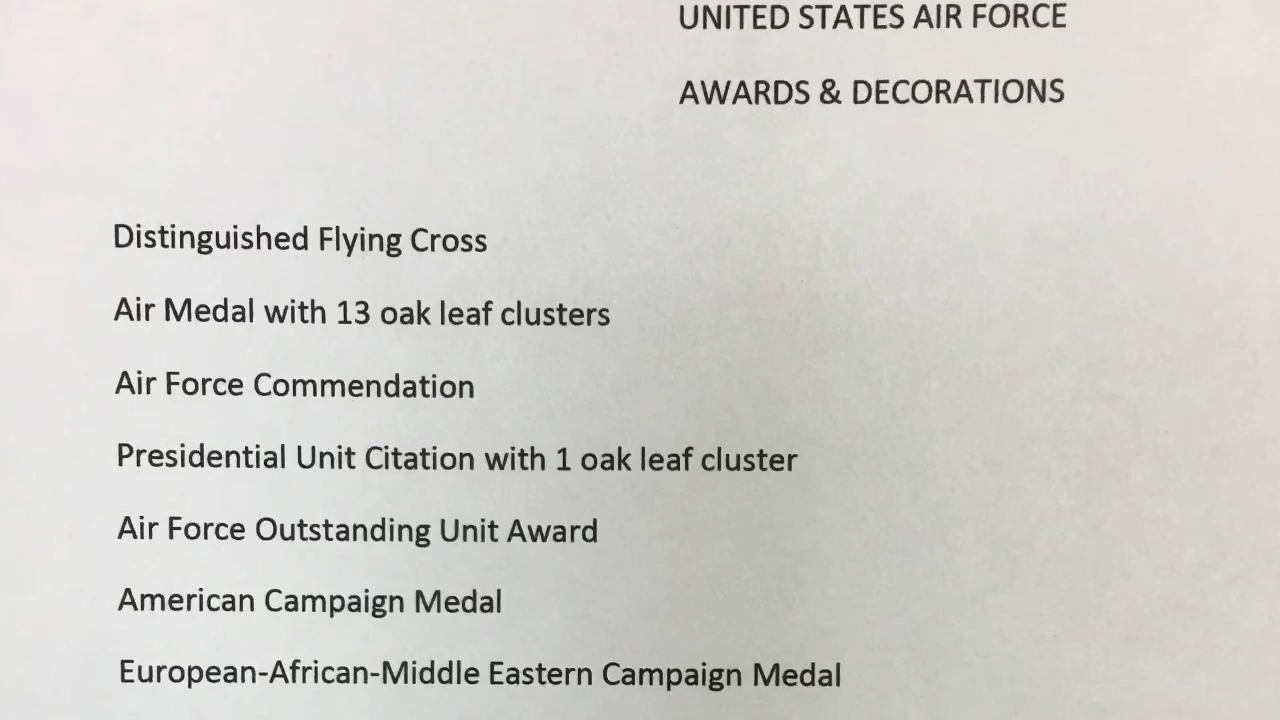 UNITED STATES AIR FORCE
AWARDS & DECORATIONS
Distinguished Flying Cross
Air Medal with 13 oak leaf clusters
Air Force Commendation
Presidential Unit Citation with 1 oak leaf cluster
Air Force Outstanding Unit Award
American Campaign Medal
European-African-Middle Eastern Campaign Medal